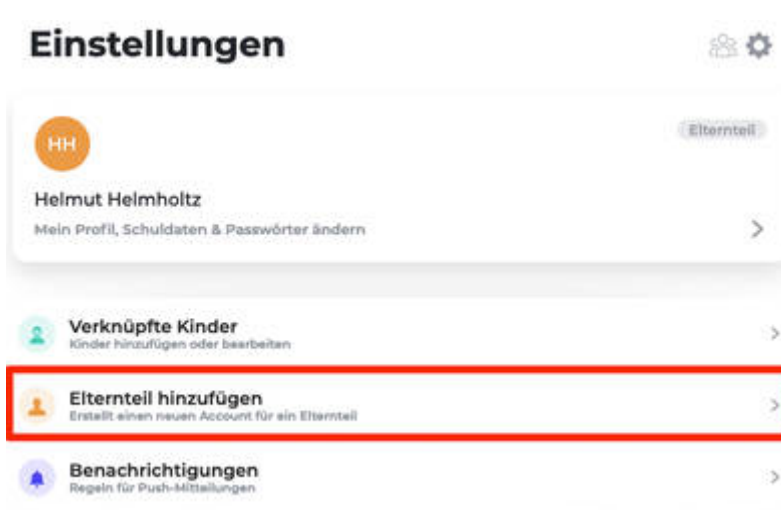 Einstellungen
HH
Elternteil
Helmut Helmholtz
Mein Profil, Schuldaten & Passwörter ändern
Verknüpfte Kinder
Kinder hinzufügen oder bearbeiten
Elternteil hinzufügen
Erstellt einen neuen Account für ein Elternteil
Benachrichtigungen
Regeln für Push-Mitteilungen